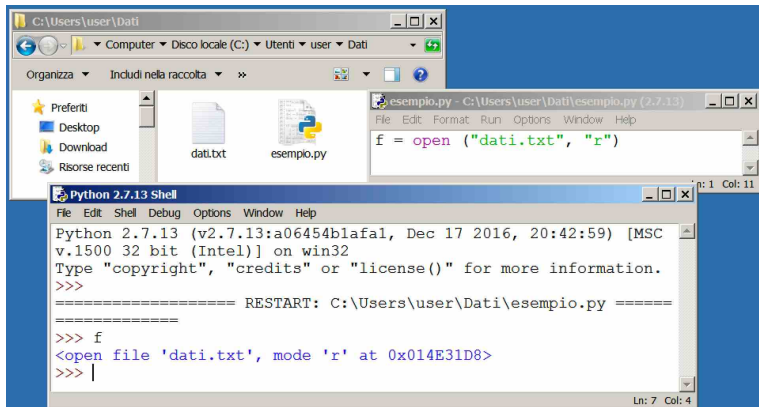 C:\Users\user\Dati
Computer Disco locale (C:) Utenti user Dati
Organizza Includi nella raccolta »
Preferiti
Desktop
Download
Risorse recenti
dati.txt
esempio.py
esempio.py - C:\Users\user\Dati\esempio.py (2.7.13)
File Edit Format Run Options Window Help
f = open ("dati.txt", "r")
Ln: 1 Col: 11
Python 2.7.13 Shell
File Edit Shell Debug Options Window Help
Python 2.7.13 (v2.7.13:a06454b1afa1, Dec 17 2016, 20:42:59) [MSC
v.1500 32 bit (Intel)] on win32
Type "copyright", "credits" or "license()" for more information.
>>>
=================== RESTART: C:\Users\user\Dati\esempio.py ======
=============
>>> f
<open file 'dati.txt', mode 'r' at 0x014E31D8>
>>>
Ln: 7 Col: 4